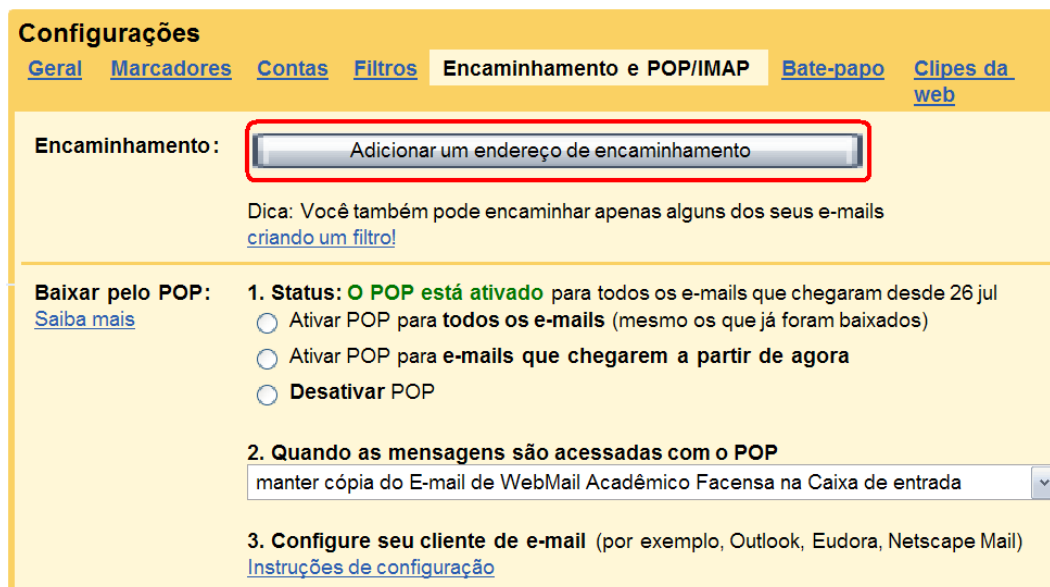 Configurações
Geral Marcadores Contas Filtros Encaminhamento e POP/IMAP Bate-papo Clipes da
web
Encaminhamento: Adicionar um endereço de encaminhamento
Dica: Você também pode encaminhar apenas alguns dos seus e-mails
criando um filtro!
Baixar pelo POP: 1. Status: O POP está ativado para todos os e-mails que chegaram desde 26 jul
Saiba mais Ativar POP para todos os e-mails (mesmo os que já foram baixados)
Ativar POP para e-mails que chegarem a partir de agora
Desativar POP
2. Quando as mensagens são acessadas com o POP
manter cópia do E-mail de WebMail Acadêmico Facensa na Caixa de entrada
3. Configure seu cliente de e-mail (por exemplo, Outlook, Eudora, Netscape Mail)
Instruções de configuração